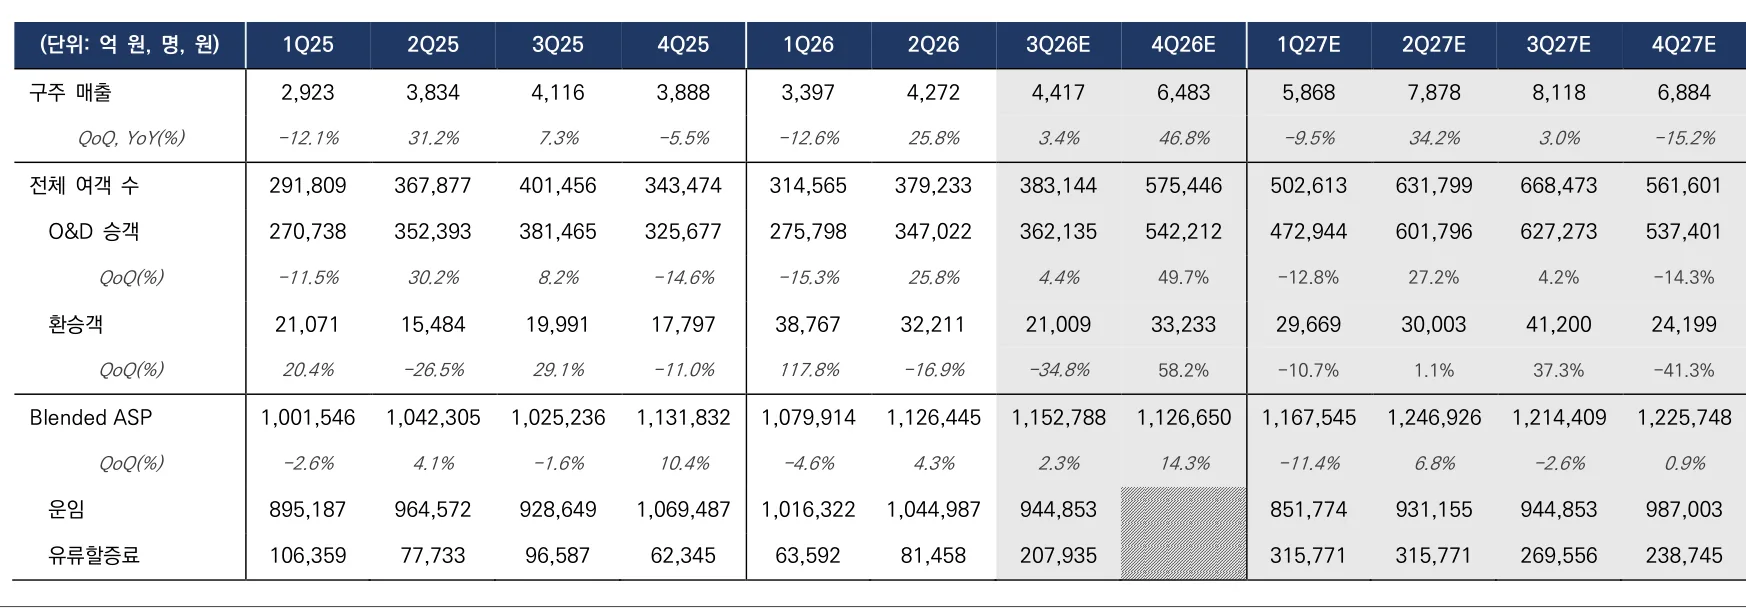 (단위: 억 원, 명, 원) 1Q25 2Q25 3Q25 4Q25 1Q26 2Q26 3Q26E 4Q26E 1Q27E 2Q27E 3Q27E 4Q27E
구주 매출 2,923 3,834 4,116 3,888 3,397 4,272 4,417 6,483 5,868 7,878 8,118 6,884
QoQ, YoY(%) -12.1% 31.2% 7.3% -5.5% -12.6% 25.8% 3.4% 46.8% -9.5% 34.2% 3.0% -15.2%
전체 여객 수 291,809 367,877 401,456 343,474 314,565 379,233 383,144 575,446 502,613 631,799 668,473 561,601
O&D 승객 270,738 352,393 381,465 325,677 275,798 347,022 362,135 542,212 472,944 601,796 627,273 537,401
QoQ(%) -11.5% 30.2% 8.2% -14.6% -15.3% 25.8% 4.4% 49.7% -12.8% 27.2% 4.2% -14.3%
환승객 21,071 15,484 19,991 17,797 38,767 32,211 21,009 33,233 29,669 30,003 41,200 24,199
QoQ(%) 20.4% -26.5% 29.1% -11.0% 117.8% -16.9% -34.8% 58.2% -10.7% 1.1% 37.3% -41.3%
Blended ASP 1,001,546 1,042,305 1,025,236 1,131,832 1,079,914 1,126,445 1,152,788 1,126,650 1,167,545 1,246,926 1,214,409 1,225,748
QoQ(%) -2.6% 4.1% -1.6% 10.4% -4.6% 4.3% 2.3% 14.3% -11.4% 6.8% -2.6% 0.9%
운임 895,187 964,572 928,649 1,069,487 1,016,322 1,044,987 944,853 851,774 931,155 944,853 987,003
유류할증료 106,359 77,733 96,587 62,345 63,592 81,458 207,935 315,771 315,771 269,556 238,745